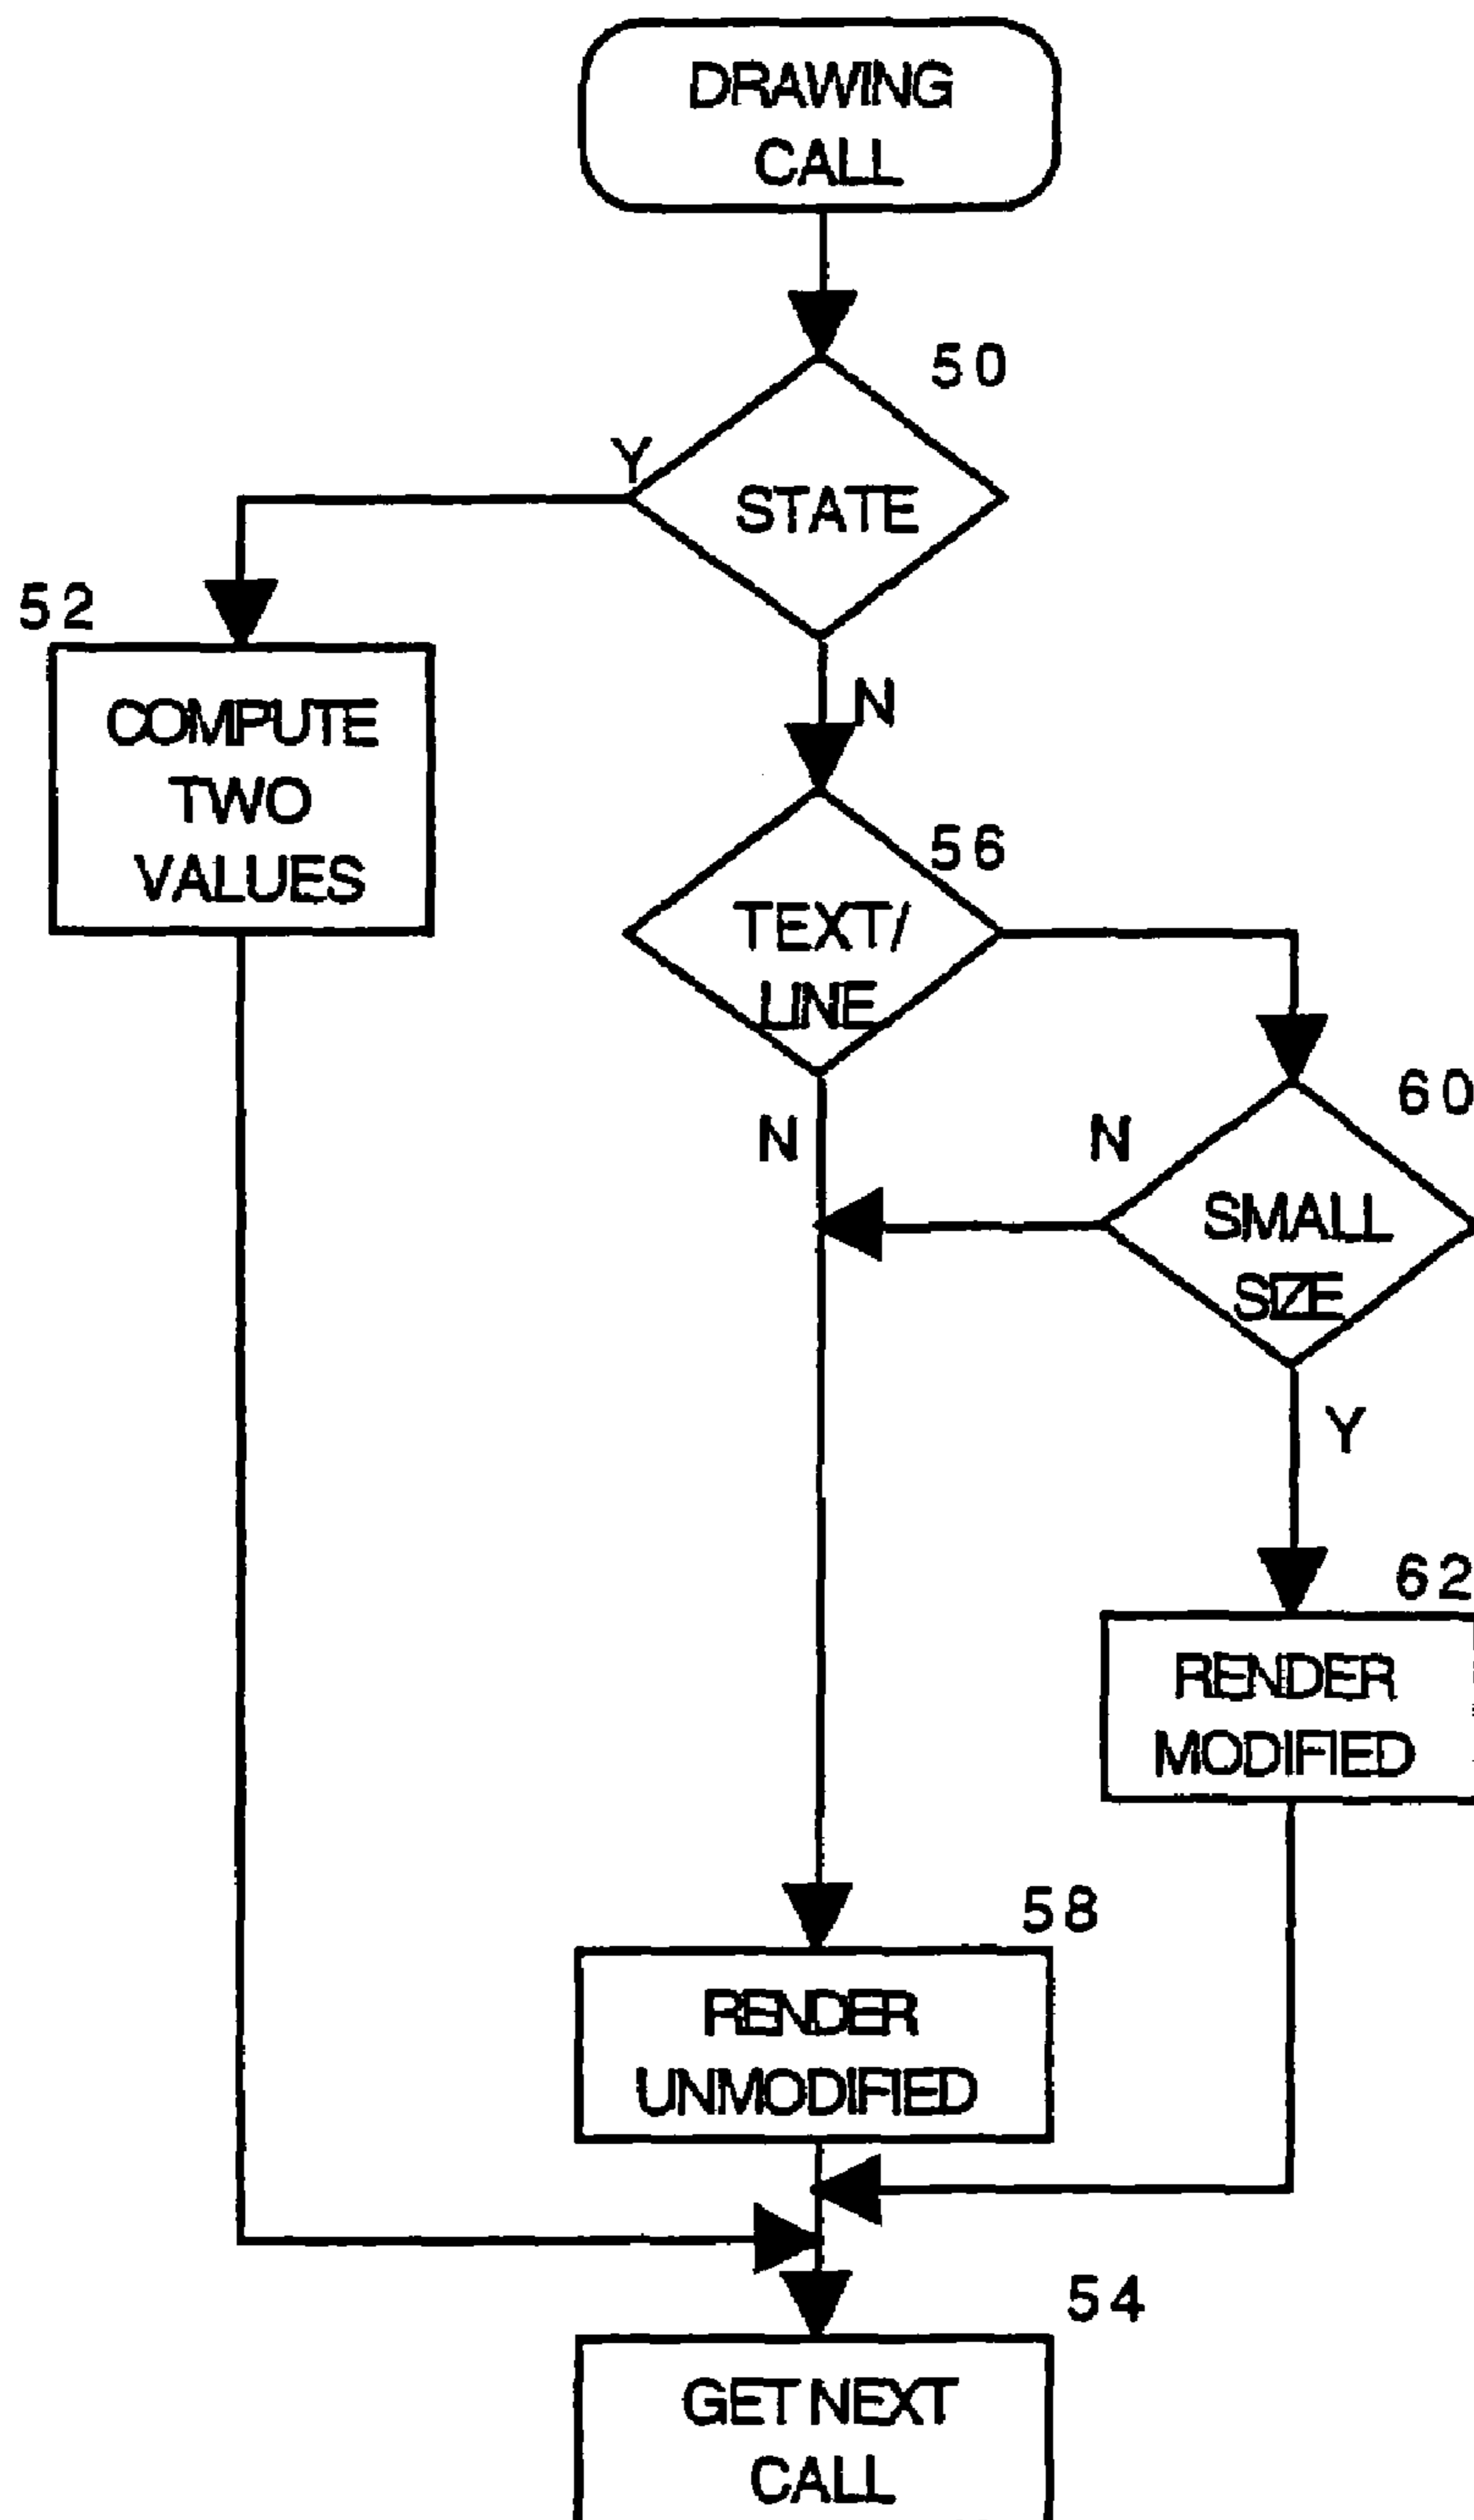 DRAWING
CALL
50
Y
STATE
52
N
COMPUTE
TWO
VALUES
56
TEXT/
LINE
60
N
N
SMALL
SIZE
Y
62
RENDER
MODIFIED
58
RENDER
UNMODIFIED
54
GET NEXT
CALL